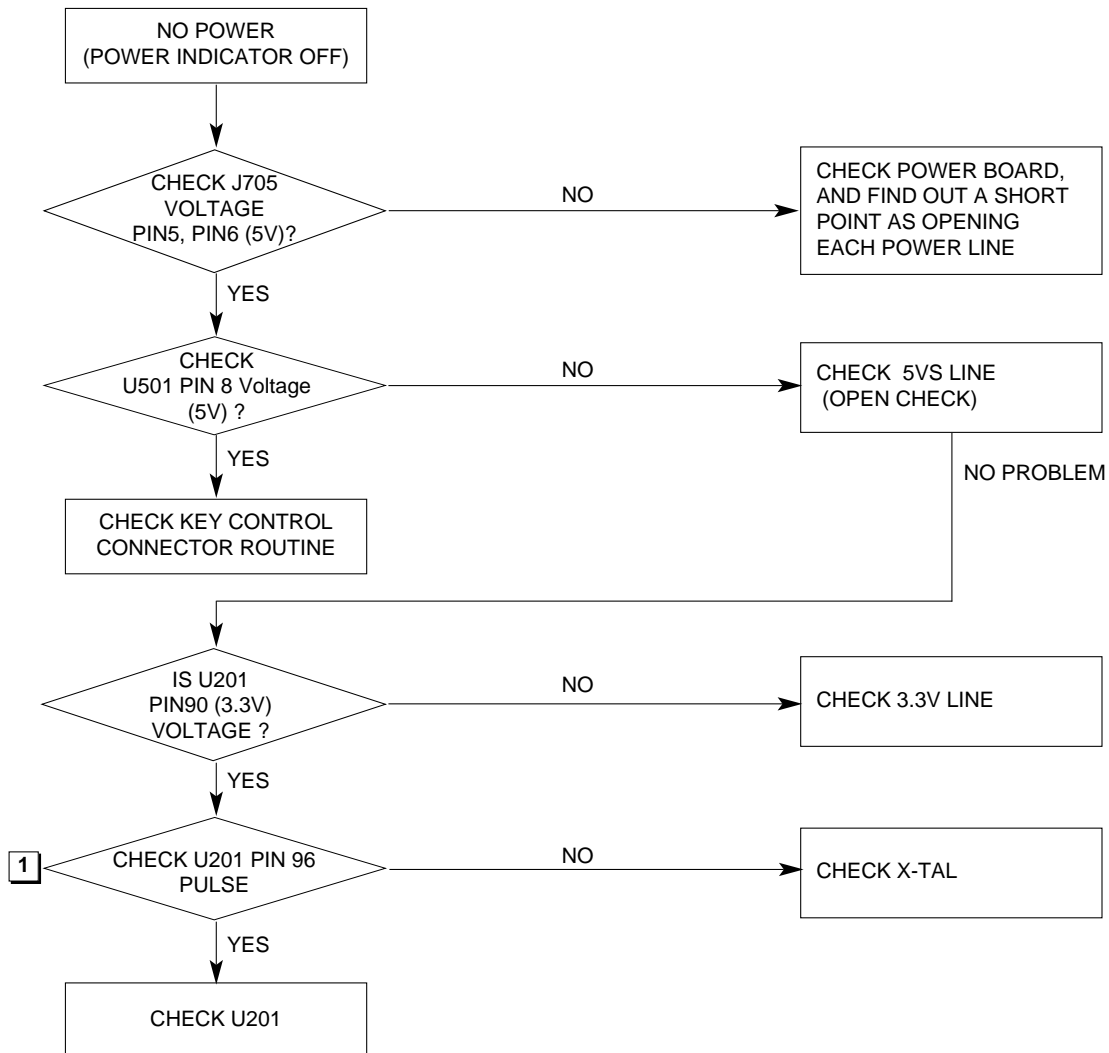 NO POWER
(POWER INDICATOR OFF)
CHECK J705
VOLTAGE
PIN5, PIN6 (5V)?
NO
CHECK POWER BOARD,
AND FIND OUT A SHORT
POINT AS OPENING
EACH POWER LINE
YES
CHECK
U501 PIN 8 Voltage
(5V) ?
NO
CHECK 5VS LINE
(OPEN CHECK)
YES
NO PROBLEM
CHECK KEY CONTROL
CONNECTOR ROUTINE
IS U201
PIN90 (3.3V)
VOLTAGE ?
NO
CHECK 3.3V LINE
YES
1
CHECK U201 PIN 96
PULSE
NO
CHECK X-TAL
YES
CHECK U201